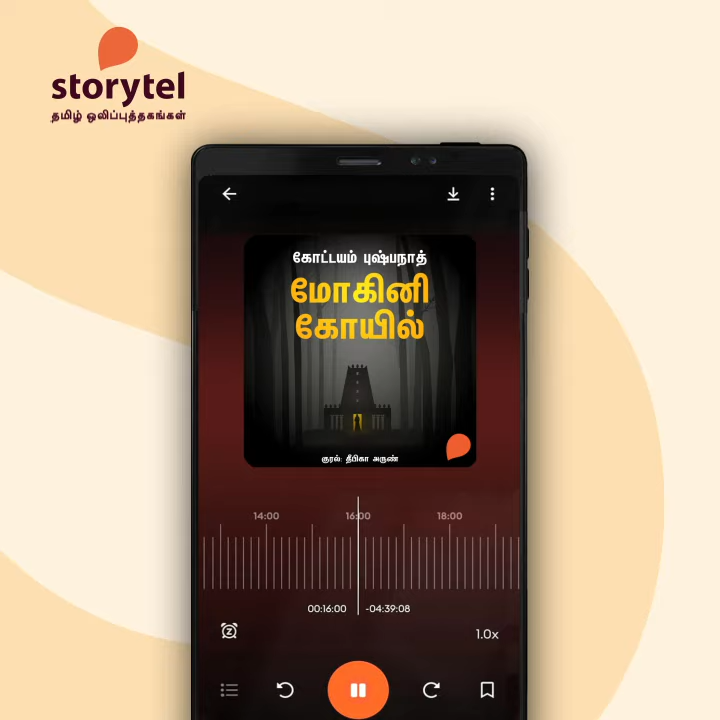 storytel
தமிழ் ஒலிப்புத்தகங்கள்
கோட்டயம் புஷ்பநாத்
மோகினி
கோயில்
குரல்: தீபிகா அருண்
14:00 16:00 18:00
00:16:00 -04:39:08
1.0x